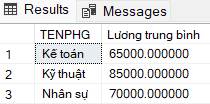 Results Messages
TENPHG Lương trung bình
1 Kế toán 65000.000000
2 Kỹ thuật 85000.000000
3 Nhân sự 70000.000000